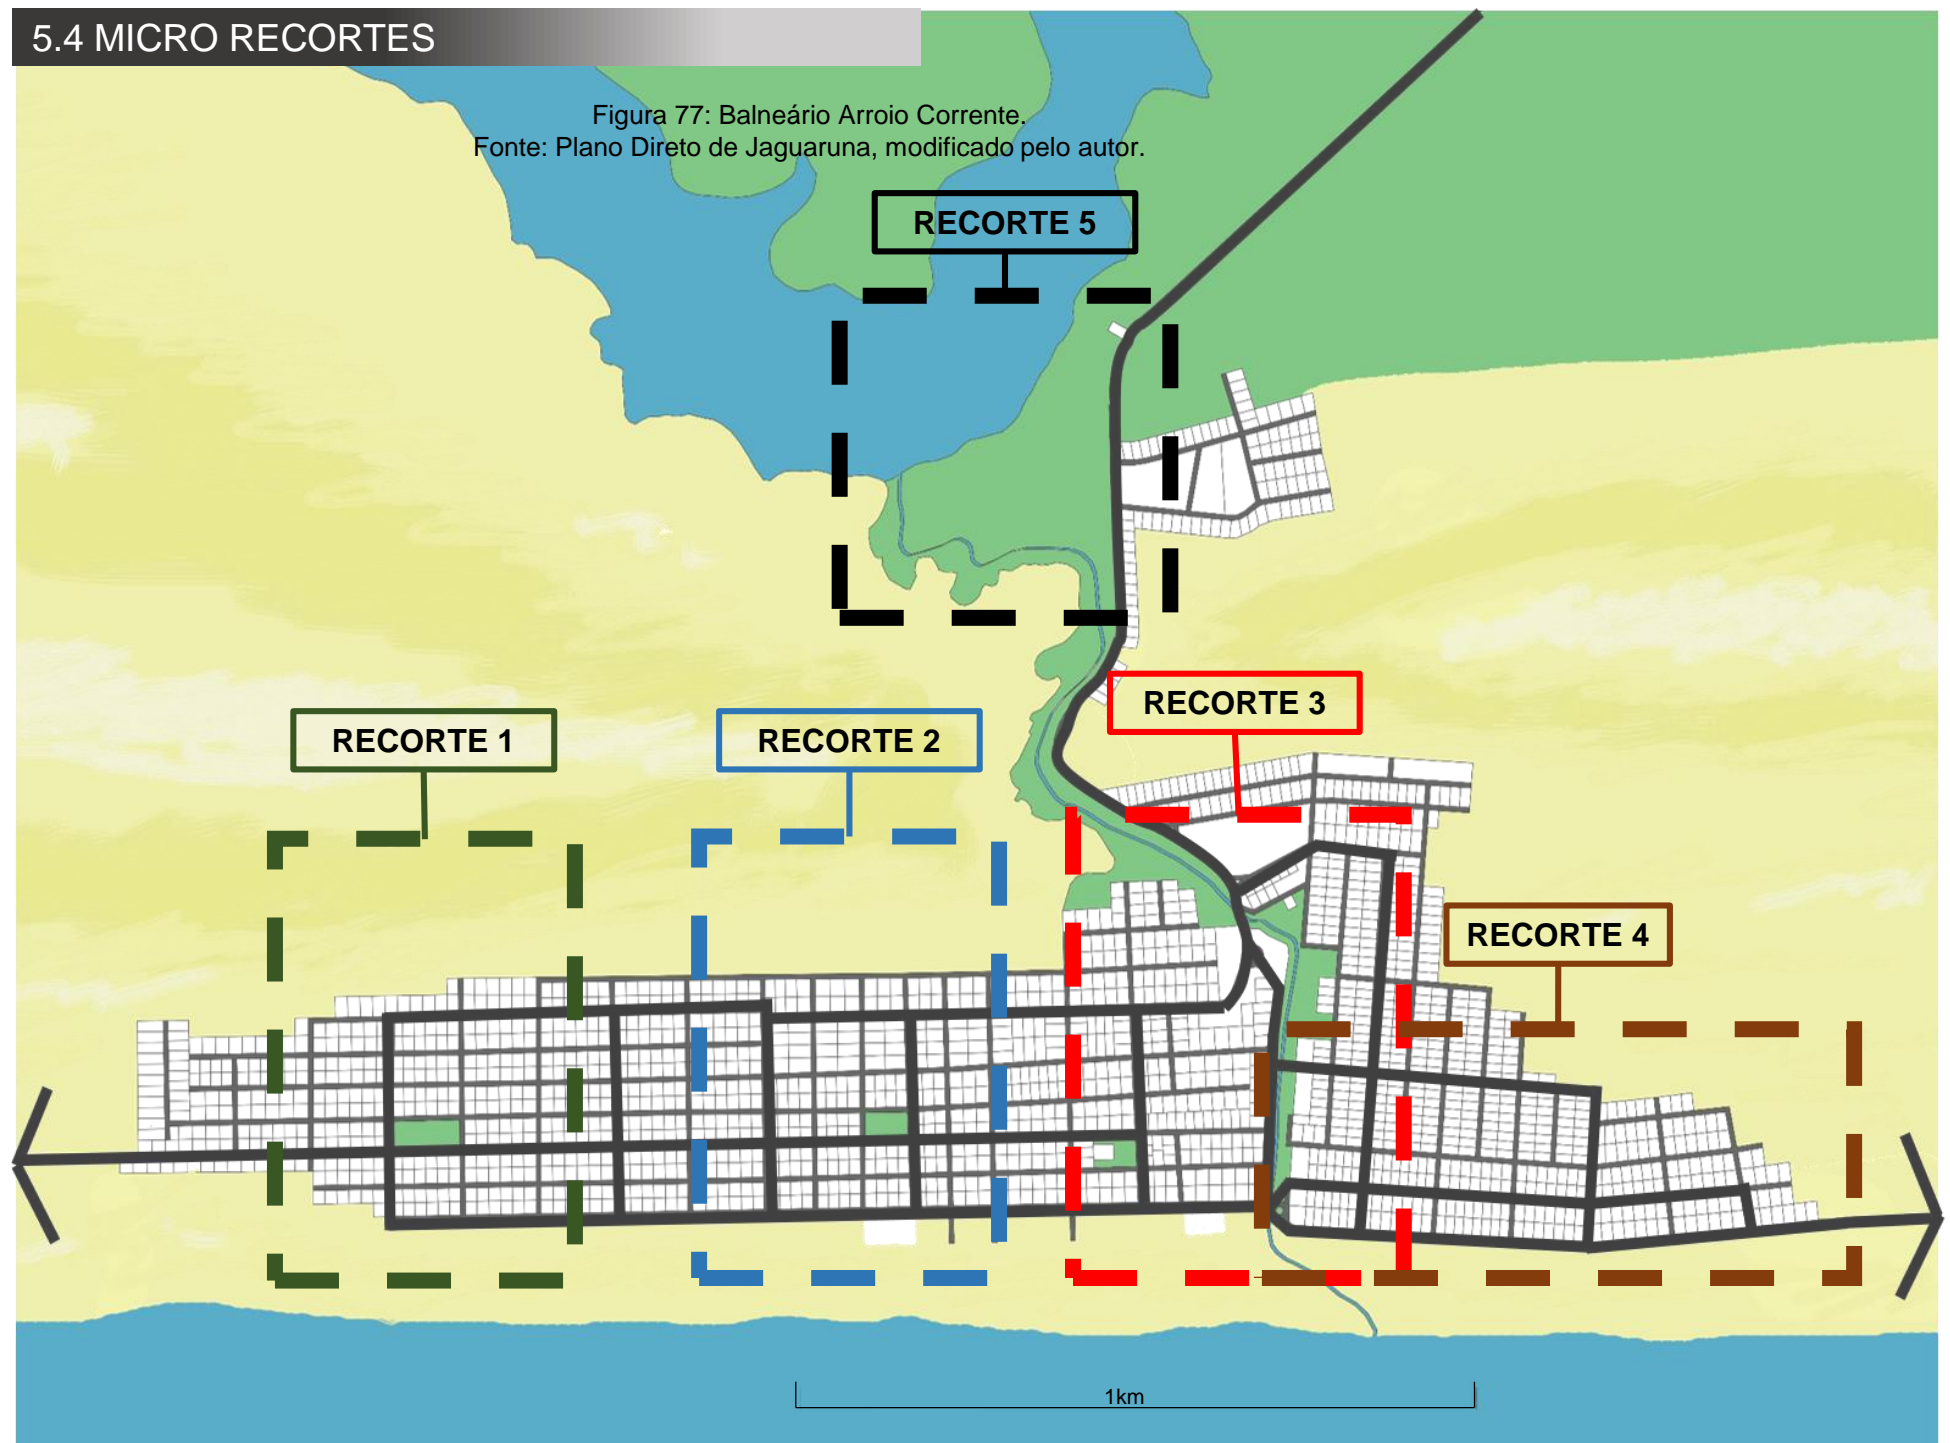 5.4 MICRO RECORTES
Figura 77: Balneário Arroio Corrente.
Fonte: Plano Direto de Jaguaruna, modificado pelo autor.
RECORTE 5
RECORTE 3
RECORTE 1
RECORTE 2
RECORTE 4
1km